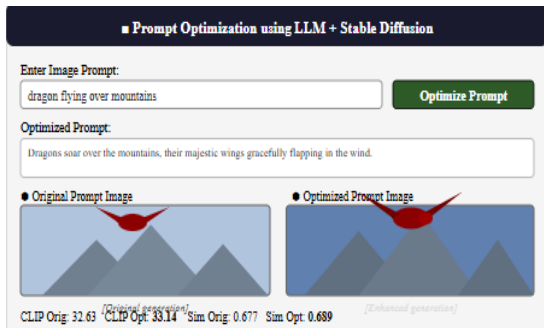 ■ Prompt Optimization using LLM + Stable Diffusion
Enter Image Prompt:
dragon flying over mountains
Optimize Prompt
Optimized Prompt:
Dragons soar over the mountains, their majestic wings gracefully flapping in the wind.
● Original Prompt Image
● Optimized Prompt Image
[Original generation]
[Enhanced generation]
CLIP Orig: 32.63 CLIP Opt: 33.14 Sim Orig: 0.677 Sim Opt: 0.689